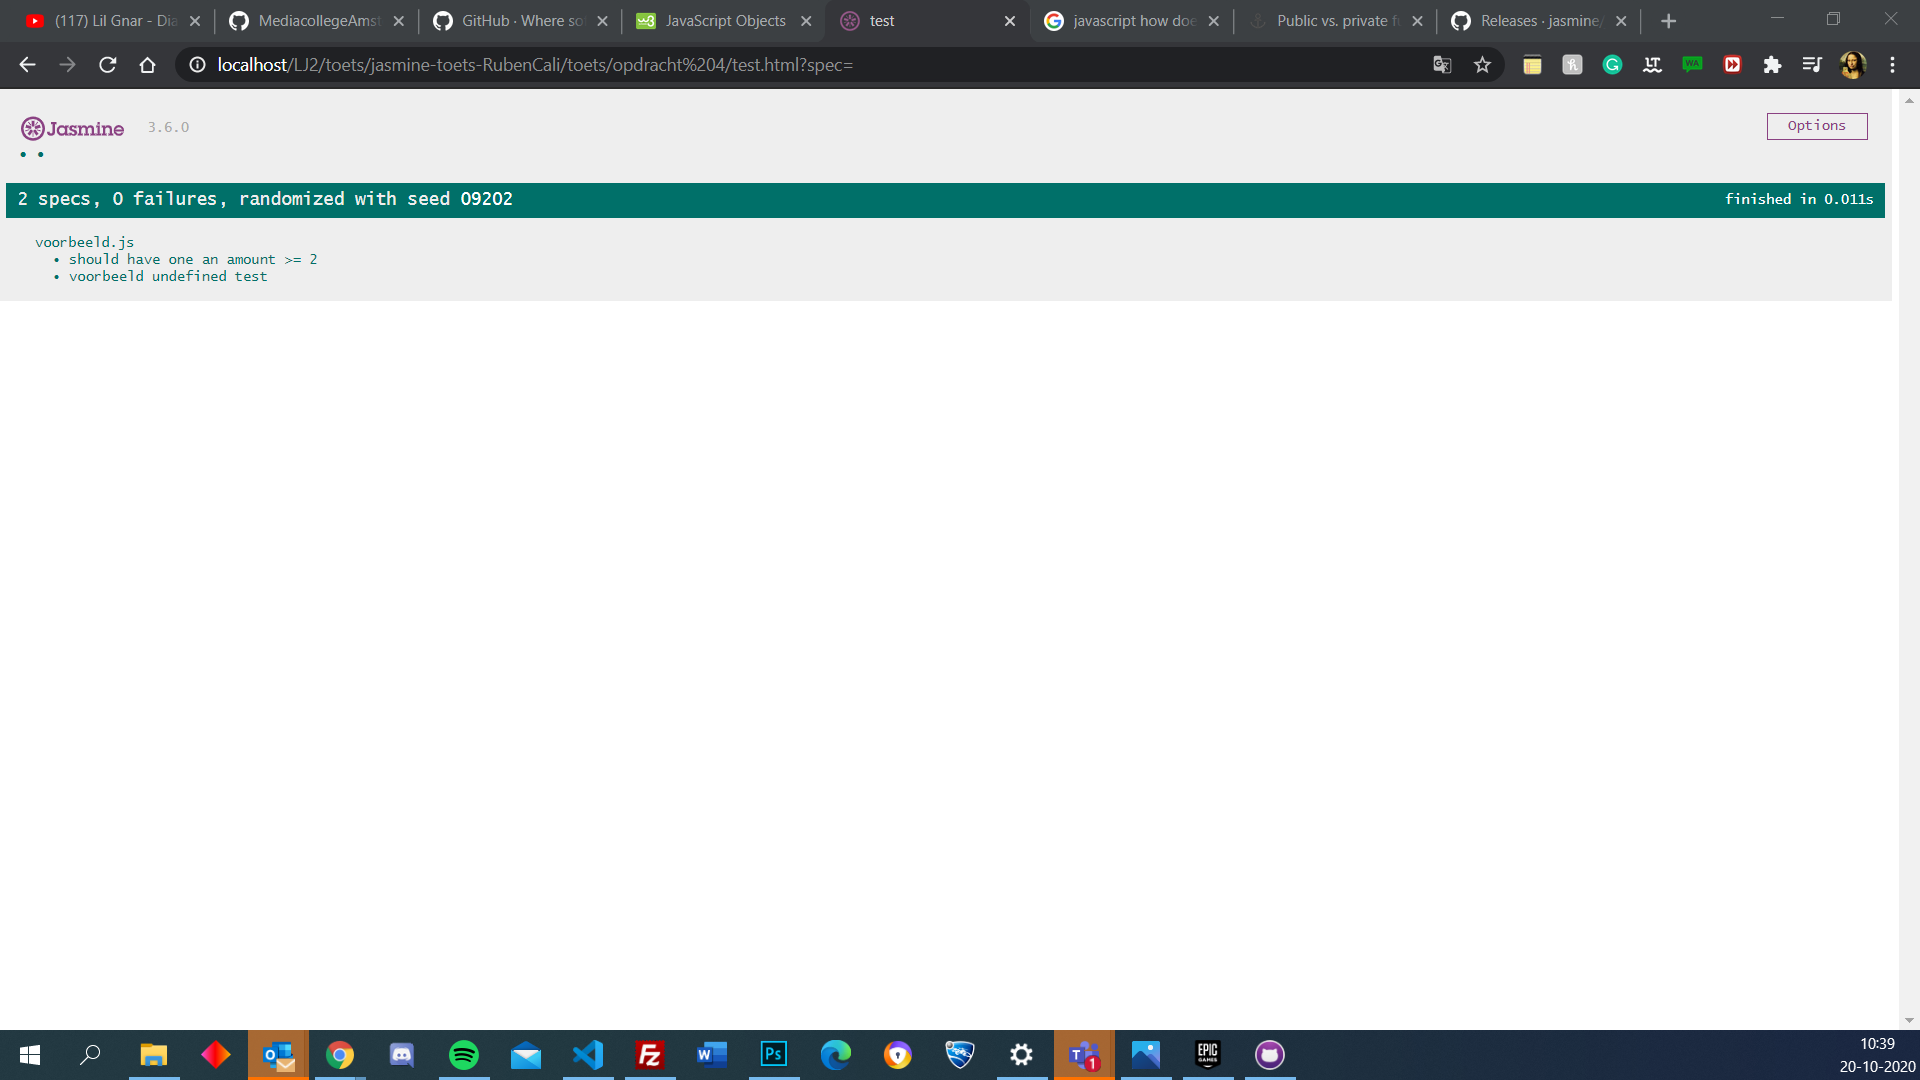 (117) Lil Gnar - Dia
MediacollegeAmst
GitHub · Where so
JavaScript Objects
test
javascript how doe
Public vs. private f
Releases · jasmine/
localhost/LJ2/toets/jasmine-toets-RubenCali/toets/opdracht%204/test.html?spec=
Jasmine 3.6.0
Options
• •
2 specs, 0 failures, randomized with seed 09202
finished in 0.011s
voorbeeld.js
• should have one an amount >= 2
• voorbeeld undefined test
10:39
20-10-2020